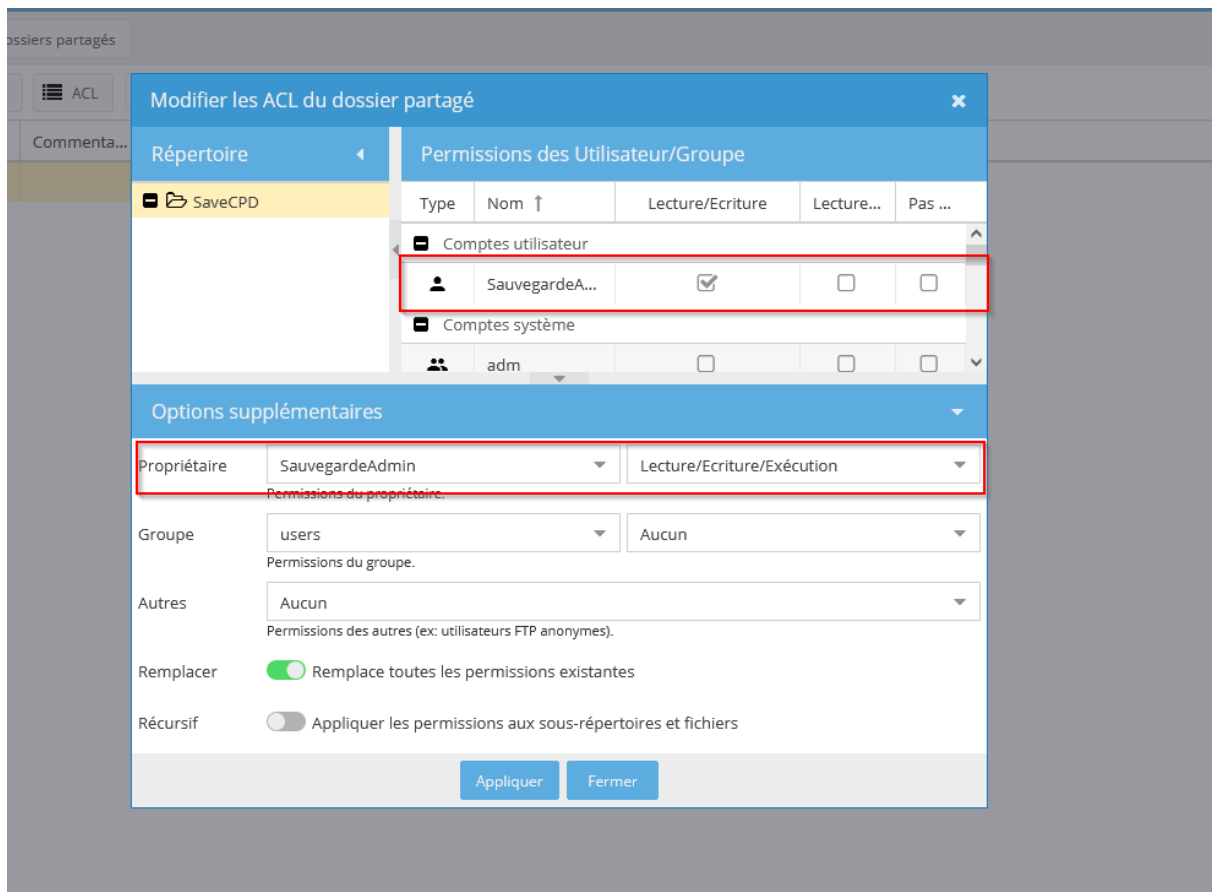 ossiers partagés
ACL
Commenta...
Modifier les ACL du dossier partagé
Répertoire
Permissions des Utilisateur/Groupe
SaveCPD
Type Nom ↑ Lecture/Ecriture Lecture... Pas ...
Comptes utilisateur
SauvegardeA...
Comptes système
adm
Options supplémentaires
Propriétaire SauvegardeAdmin Lecture/Ecriture/Exécution
Permissions du propriétaire.
Groupe users Aucun
Permissions du groupe.
Autres Aucun
Permissions des autres (ex: utilisateurs FTP anonymes).
Remplacer Remplace toutes les permissions existantes
Récursif Appliquer les permissions aux sous-répertoires et fichiers
Appliquer Fermer